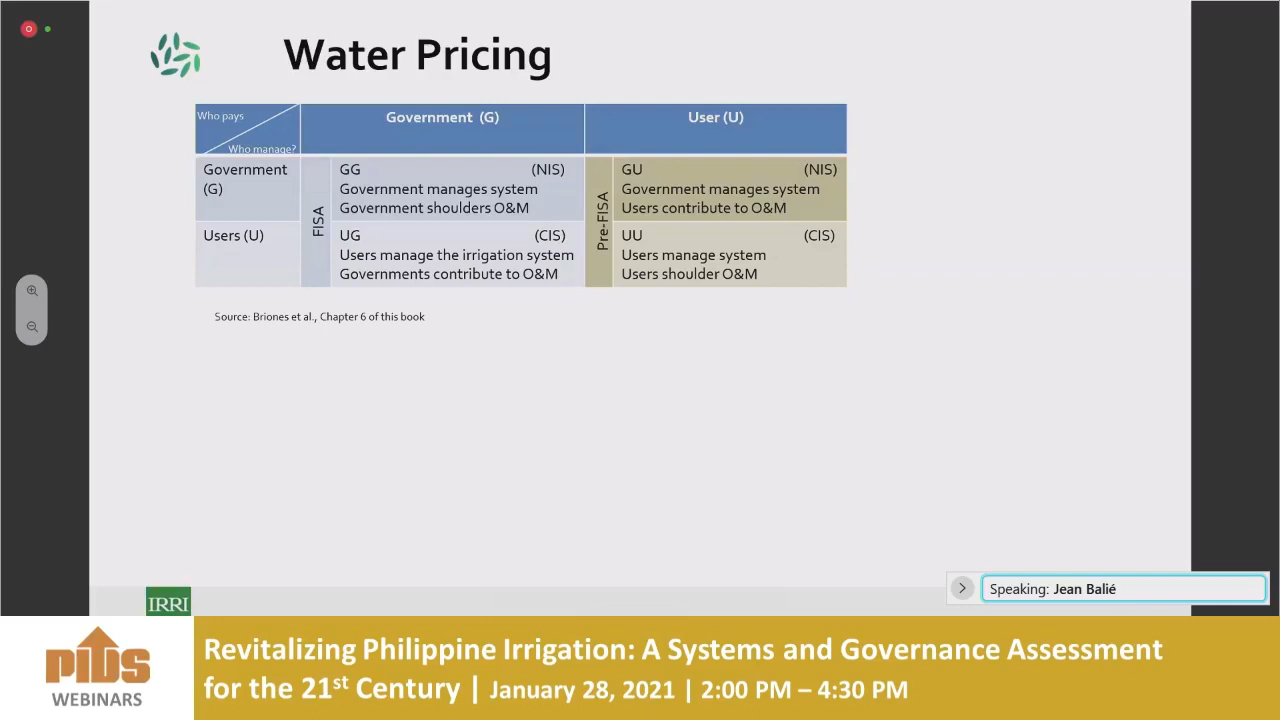 Water Pricing
Who pays
Who manage?
Government (G)
User (U)
Government
(G)
FISA
GG (NIS)
Government manages system
Government shoulders O&M
Pre-FISA
GU (NIS)
Government manages system
Users contribute to O&M
Users (U)
UG (CIS)
Users manage the irrigation system
Governments contribute to O&M
UU (CIS)
Users manage system
Users shoulder O&M
Source: Briones et al., Chapter 6 of this book
Speaking: Jean Balié
IRRI
PIDS
WEBINARS
Revitalizing Philippine Irrigation: A Systems and Governance Assessment
for the 21st Century | January 28, 2021 | 2:00 PM – 4:30 PM